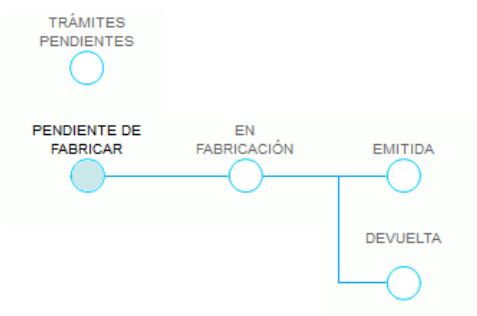 TRÁMITES
PENDIENTES
PENDIENTE DE
FABRICAR
EN
FABRICACIÓN
EMITIDA
DEVUELTA